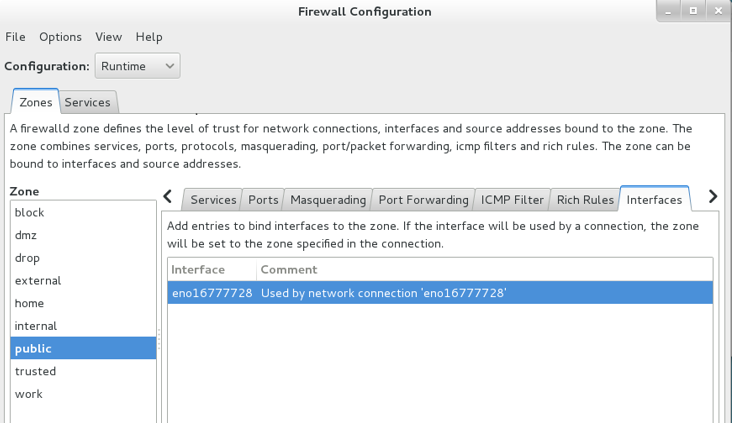 Firewall Configuration
File Options View Help
Configuration: Runtime
Zones Services
A firewalld zone defines the level of trust for network connections, interfaces and source addresses bound to the zone. The
zone combines services, ports, protocols, masquerading, port/packet forwarding, icmp filters and rich rules. The zone can be
bound to interfaces and source addresses.
Zone
block
dmz
drop
external
home
internal
public
trusted
work
Services Ports Masquerading Port Forwarding ICMP Filter Rich Rules Interfaces
Add entries to bind interfaces to the zone. If the interface will be used by a connection, the zone
will be set to the zone specified in the connection.
Interface Comment
eno16777728 Used by network connection 'eno16777728'